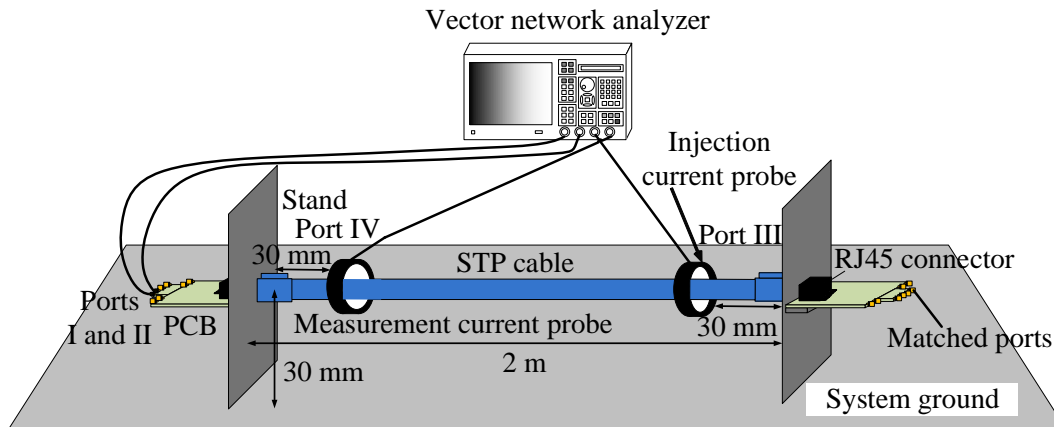 Vector network analyzer
Injection
current probe
Stand
Port IV
30 mm
Port III
STP cable
RJ45 connector
Ports
I and II
PCB
Measurement current probe
30 mm
Matched ports
2 m
30 mm
System ground